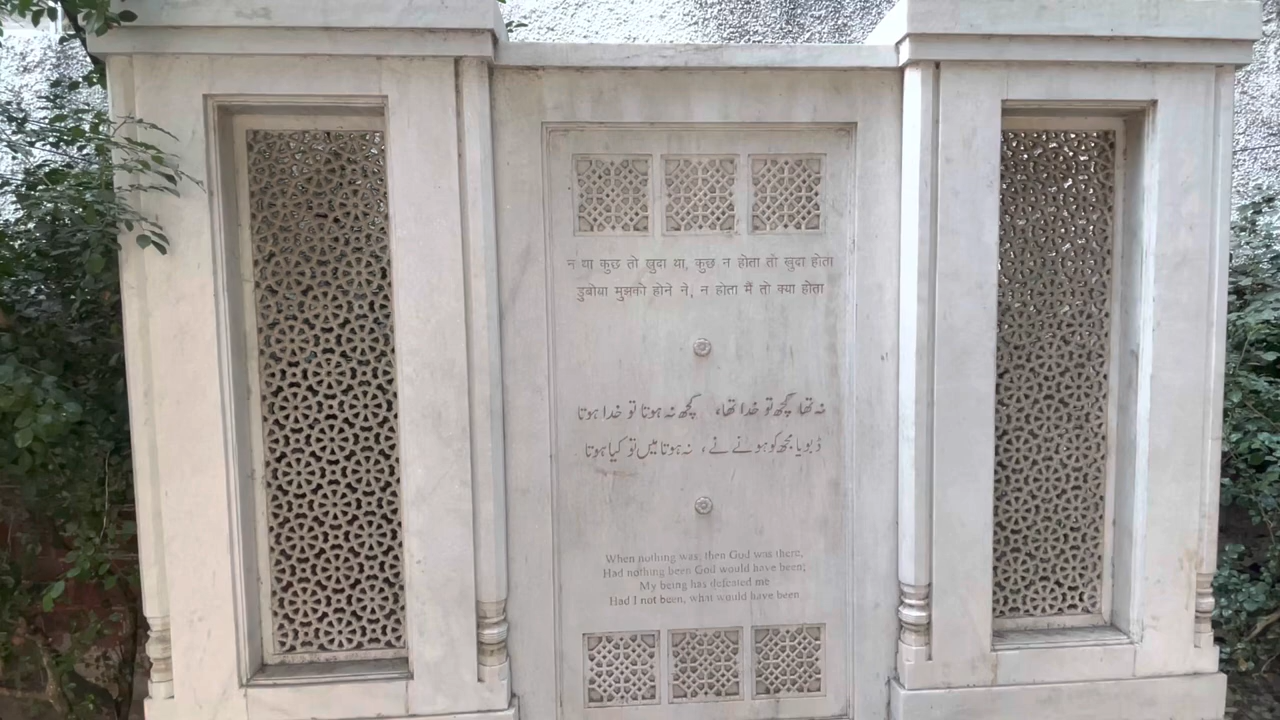 न था कुछ तो ख़ुदा था, कुछ न होता तो ख़ुदा होता
डुबोया मुझको होने ने, न होता मैं तो क्या होता
نہ تھا کچھ تو خدا تھا، کچھ نہ ہوتا تو خدا ہوتا
ڈبویا مجھ کو ہونے نے، نہ ہوتا میں تو کیا ہوتا
When nothing was, then God was there,
Had nothing been God would have been;
My being has defeated me
Had I not been, what would have been